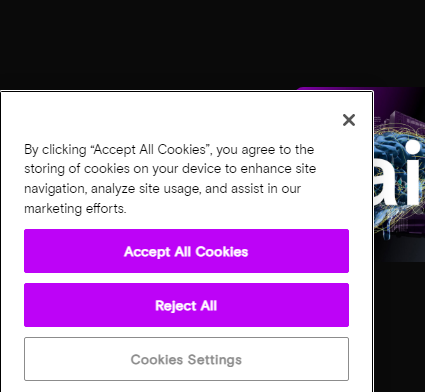 By clicking “Accept All Cookies”, you agree to the
storing of cookies on your device to enhance site
navigation, analyze site usage, and assist in our
marketing efforts.
Accept All Cookies
Reject All
Cookies Settings
ai